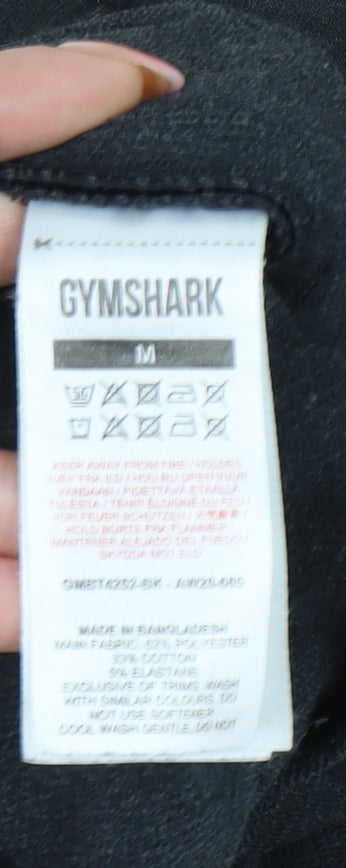 GYMSHARK
M
30
KEEP AWAY FROM FIRE / HOLDES
VÆK FRA ILD / HOU BIJ OPEN VUUR
VANDAAN / PIDETTÄVÄ ETÄÄLLÄ
TULESTA / TENIR ÉLOIGNÉ DU FEU /
VOR FEUER SCHÜTZEN /
HOLD BORTE FRA FLAMMER /
MANTENER ALEJADO DEL FUEGO /
SKYDDA MOT ELD
GMBT4252-BK - AW20-
MADE IN BANGLADESH
MAIN FABRIC: 62% POLYESTER
33% COTTON
5% ELASTANE
EXCLUSIVE OF TRIMS. WASH
WITH SIMILAR COLOURS. DO
NOT USE SOFTENER.
COOL WASH GENTLE. DO NOT